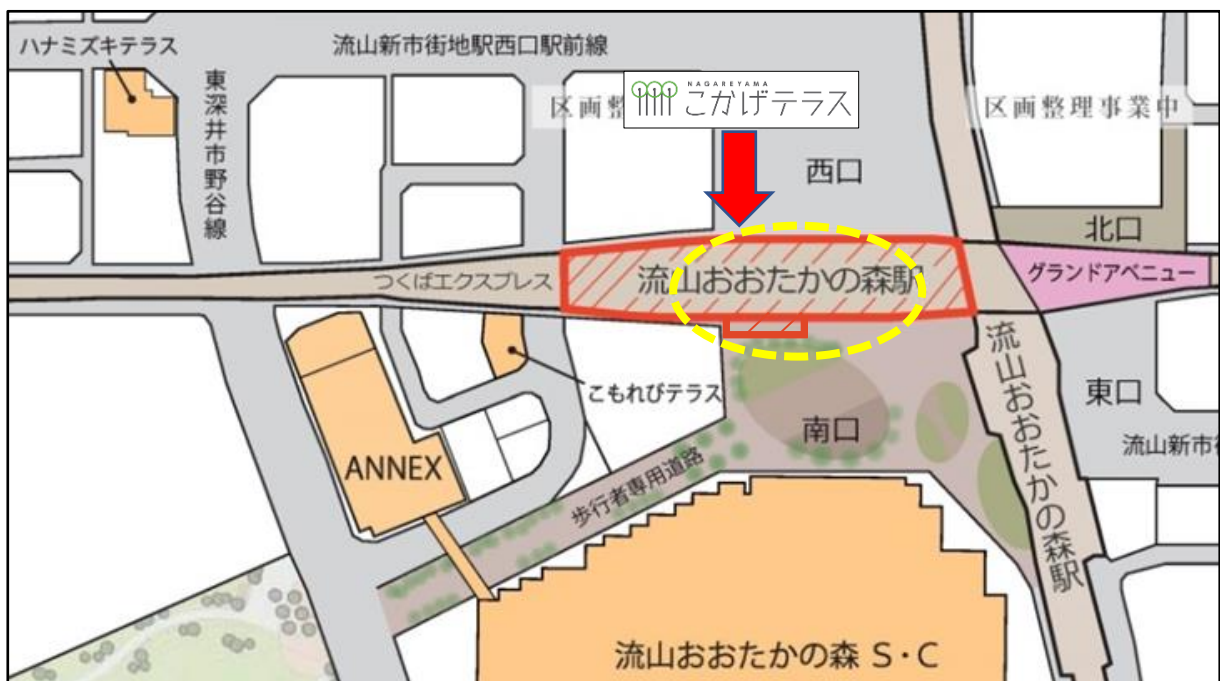 ハナミズキテラス
流山新市街地駅西口駅前線
東深井市野谷線
区画整
NAGAREYAMA
こかげテラス
区画整理事業中
西口
北口
つくばエクスプレス
流山おおたかの森駅
グランドアベニュー
流山おおたかの森駅
こもれびテラス
東口
南口
流山新市街
ANNEX
歩行者専用道路
流山おおたかの森 S・C